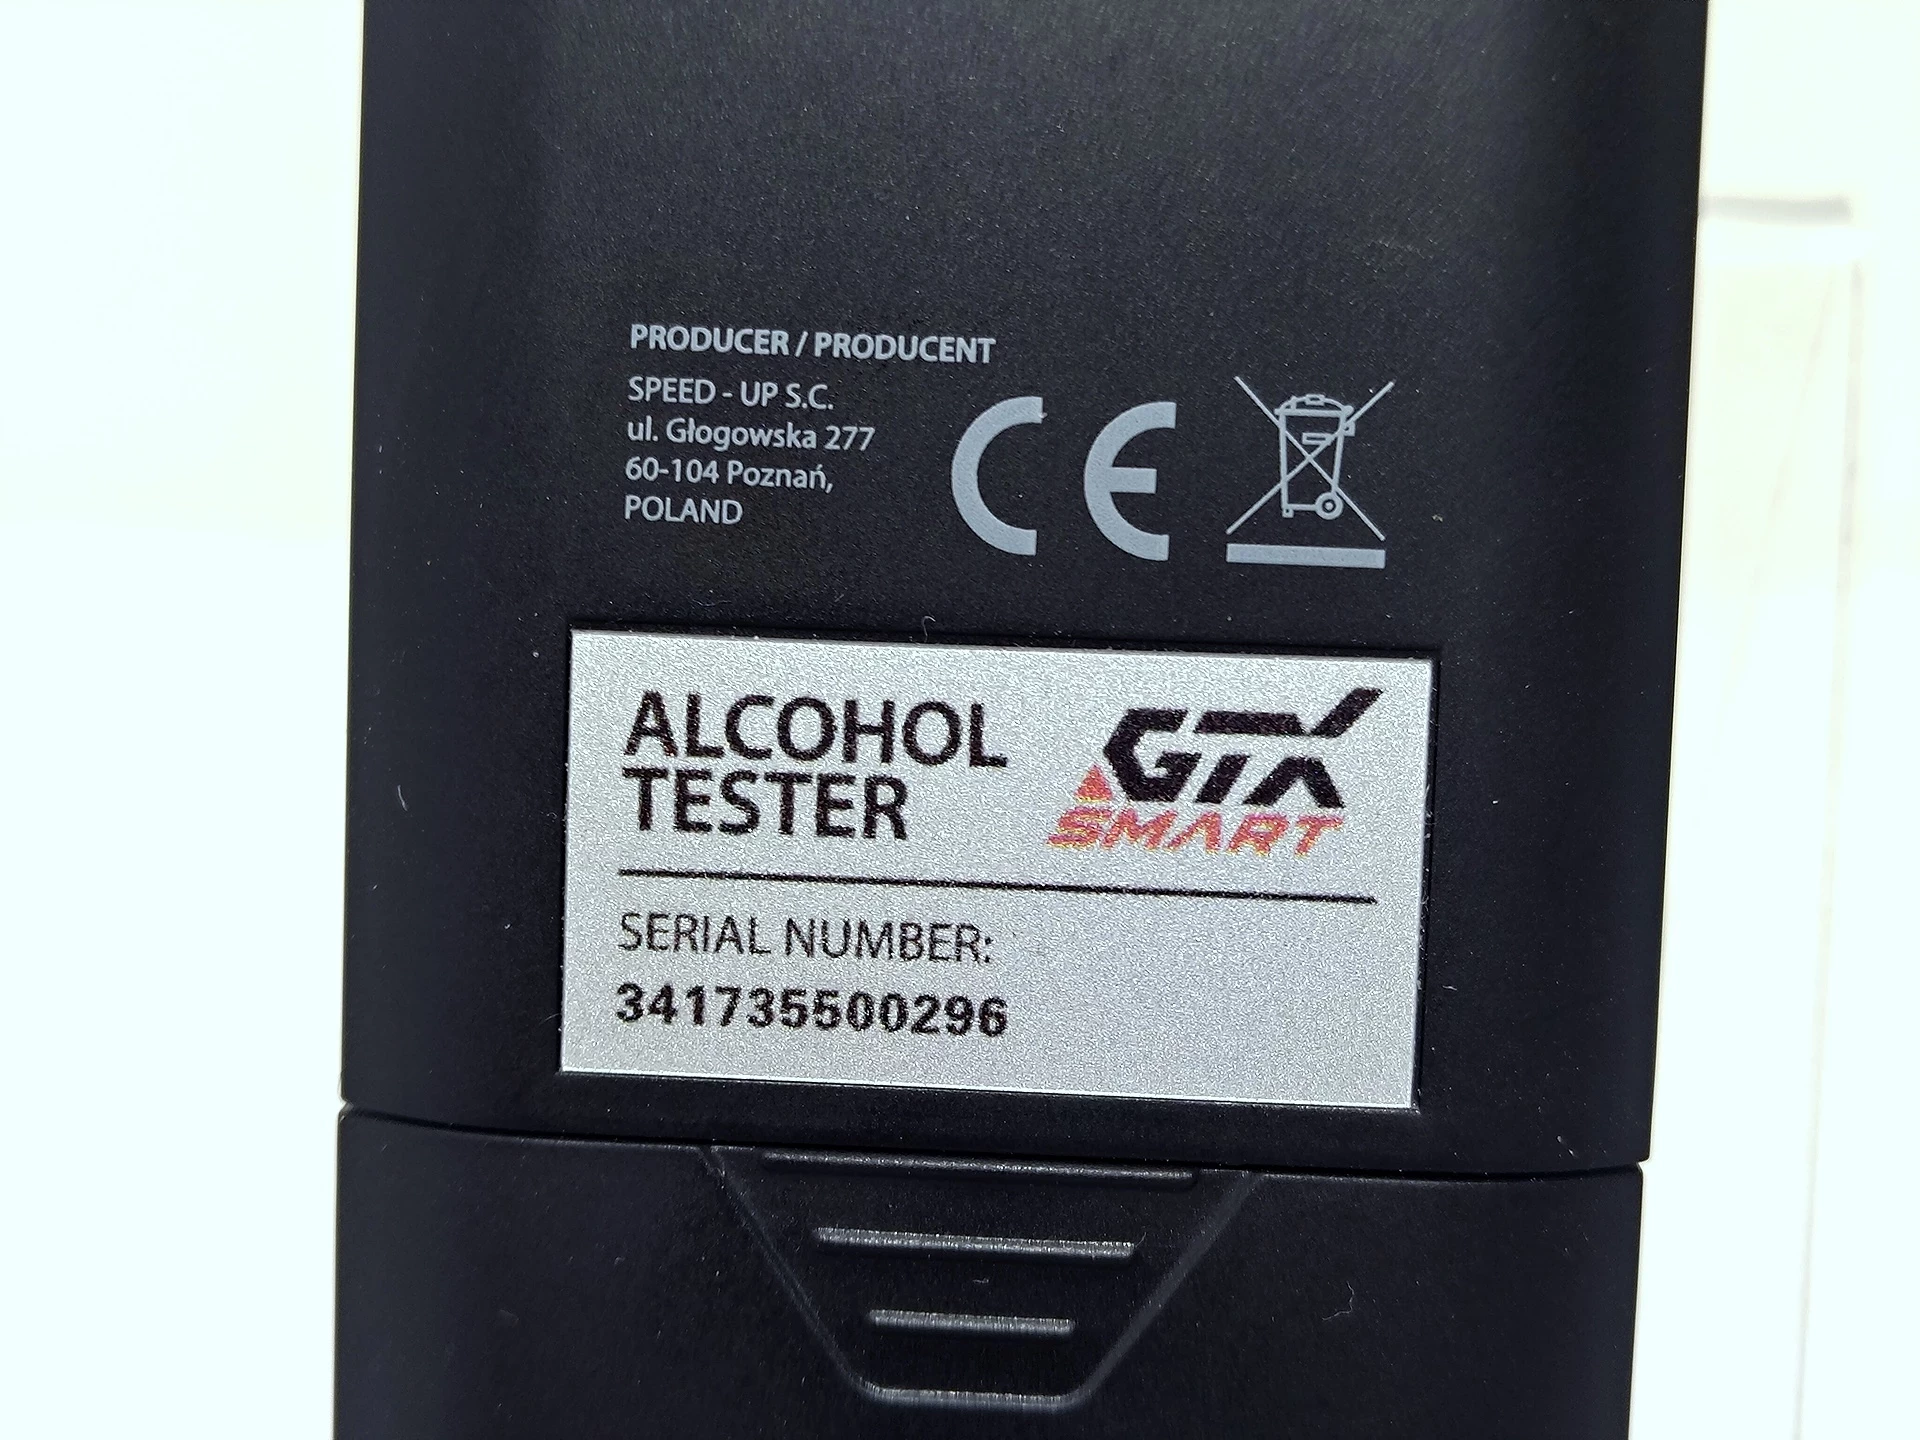 PRODUCER / PRODUCENT
SPEED - UP S.C.
ul. Głogowska 277
60-104 Poznań,
POLAND
CE
ALCOHOL
TESTER
GTX
SMART
SERIAL NUMBER:
341735500296